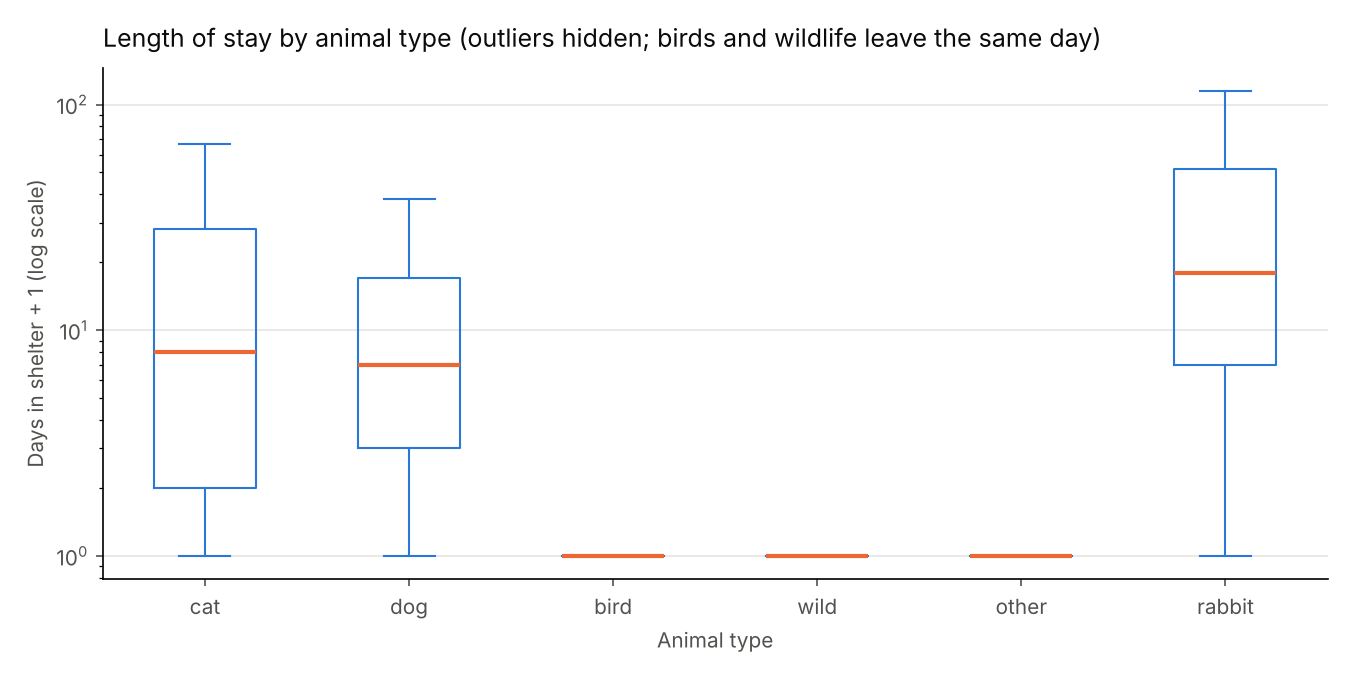 Length of stay by animal type (outliers hidden; birds and wildlife leave the same day)
Days in shelter + 1 (log scale)
10²
10¹
10⁰
cat dog bird wild other rabbit
Animal type